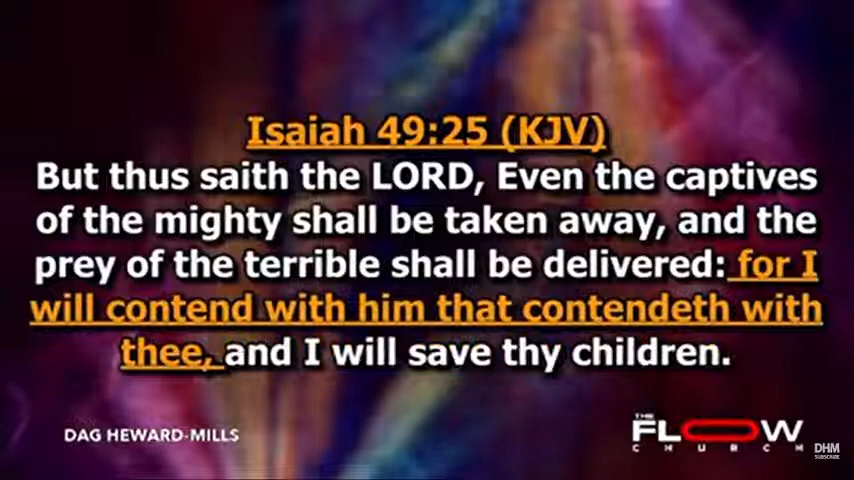 Isaiah 49:25 (KJV)
But thus saith the LORD, Even the captives
of the mighty shall be taken away, and the
prey of the terrible shall be delivered: for I
will contend with him that contendeth with
thee, and I will save thy children.
DAG HEWARD-MILLS
THE
FLOW
CHURCH
DHM
SUBSCRIBE